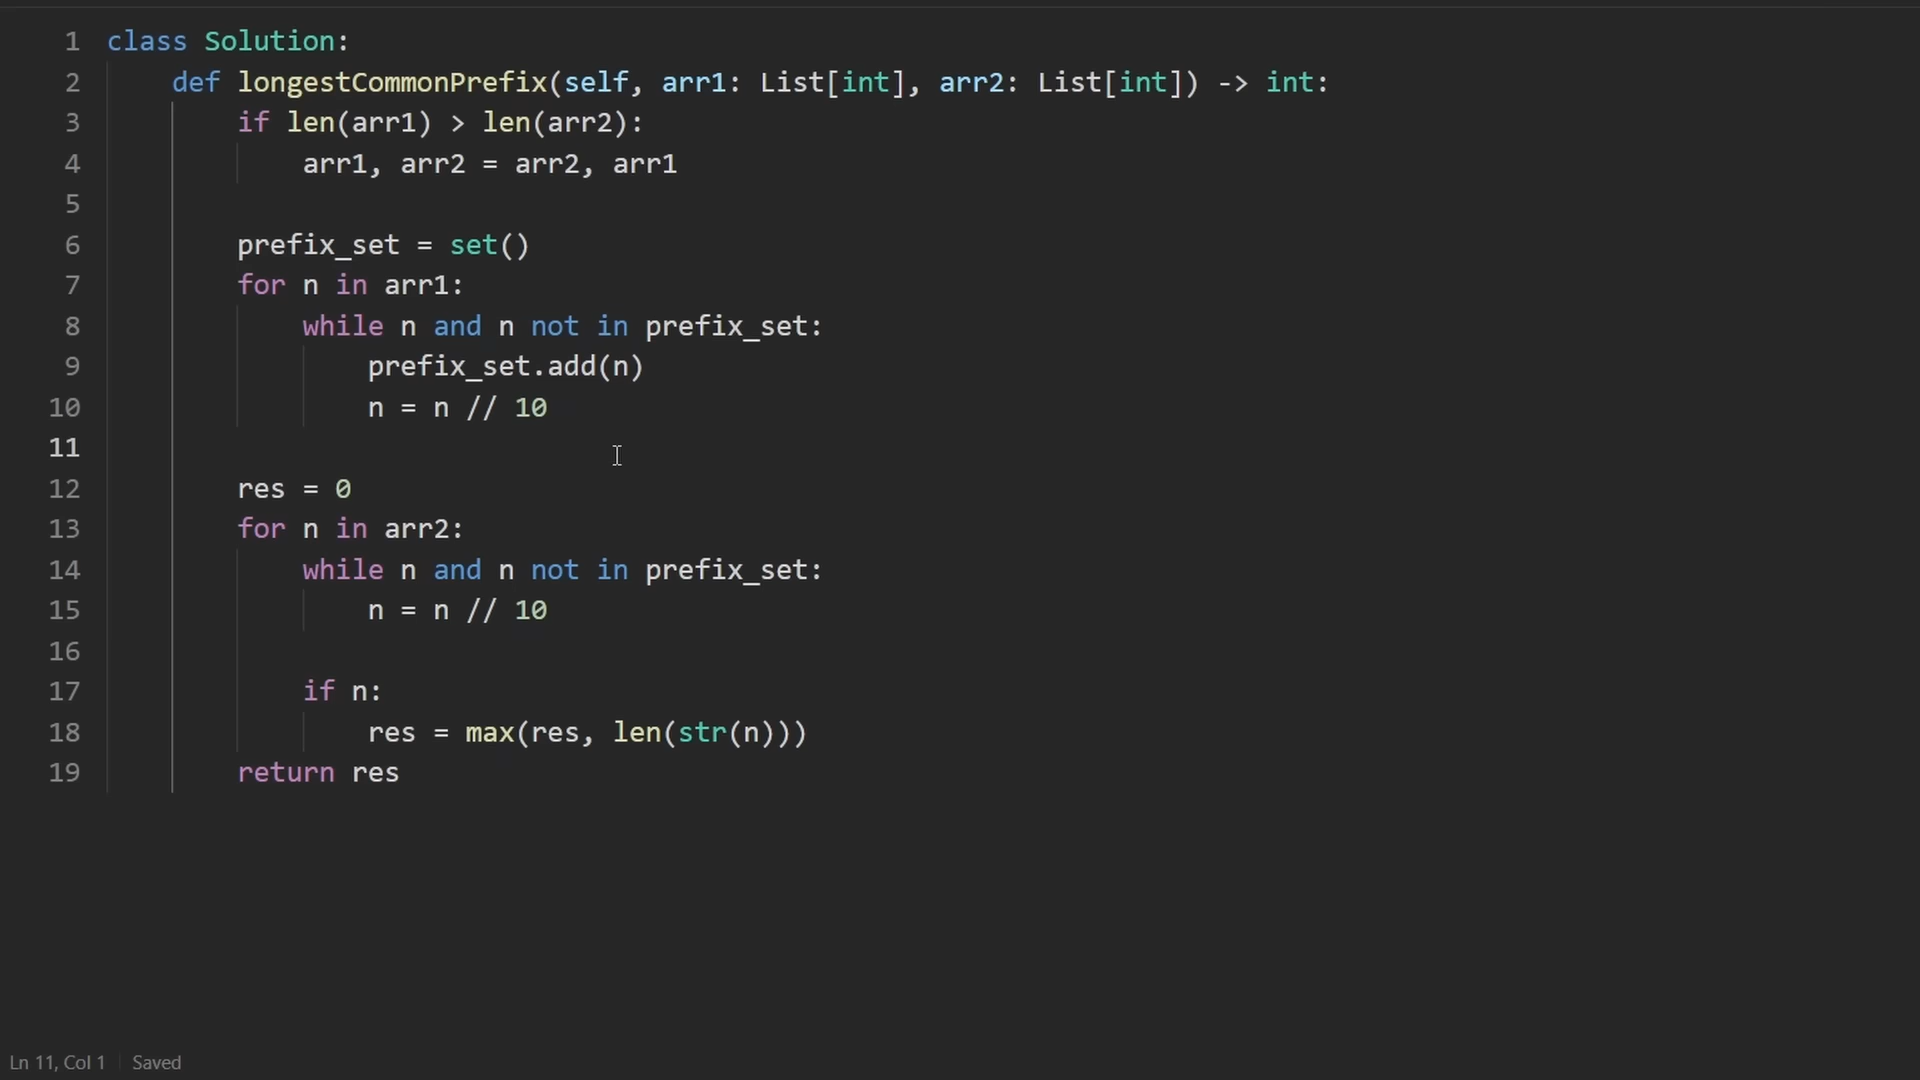 1 class Solution:
2 def longestCommonPrefix(self, arr1: List[int], arr2: List[int]) -> int:
3 if len(arr1) > len(arr2):
4 arr1, arr2 = arr2, arr1
5
6 prefix_set = set()
7 for n in arr1:
8 while n and n not in prefix_set:
9 prefix_set.add(n)
10 n = n // 10
11
12 res = 0
13 for n in arr2:
14 while n and n not in prefix_set:
15 n = n // 10
16
17 if n:
18 res = max(res, len(str(n)))
19 return res
Ln 11, Col 1 Saved